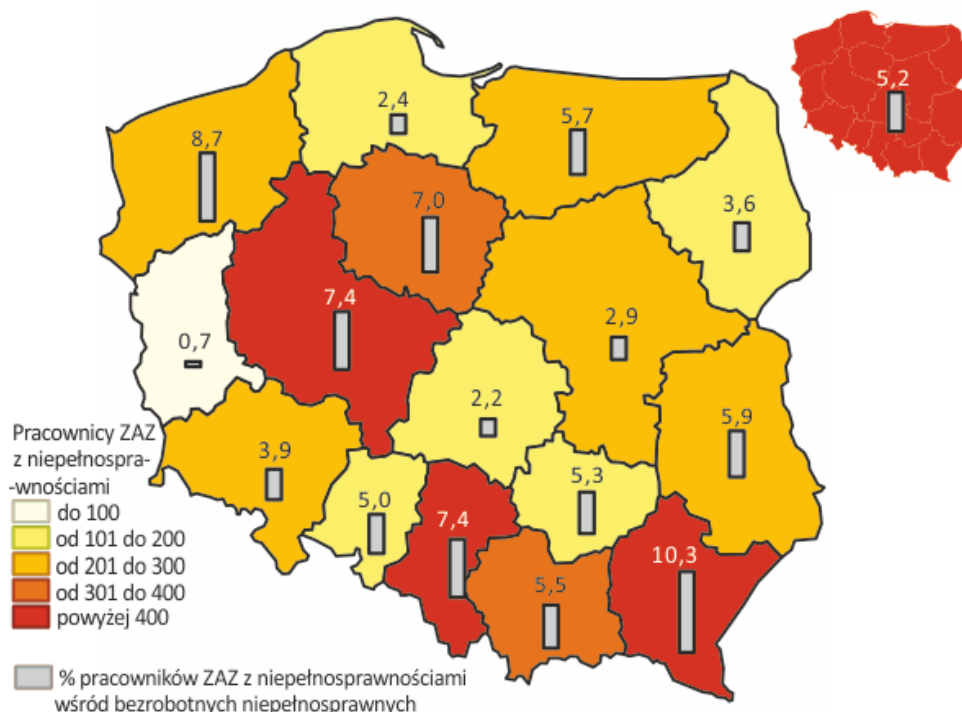 5,2
2,4
5,7
8,7
7,0
3,6
7,4
2,9
0,7
2,2
5,9
3,9
5,3
5,0
7,4
10,3
5,5
Pracownicy ZAZ
z niepełnospra-
-wnościami
do 100
od 101 do 200
od 201 do 300
od 301 do 400
powyżej 400
% pracowników ZAZ z niepełnosprawnościami
wśród bezrobotnych niepełnosprawnych